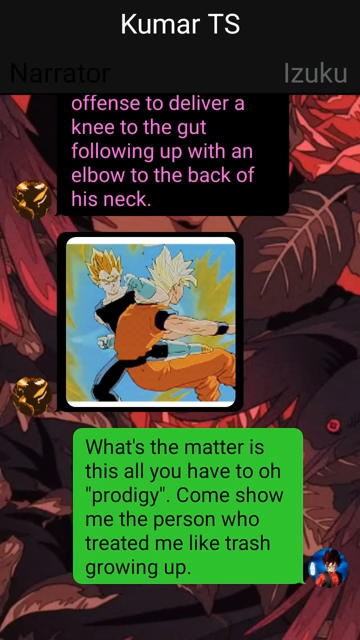 Kumar TS
Narrator
Izuku
offense to deliver a
knee to the gut
following up with an
elbow to the back of
his neck.
What's the matter is
this all you have to oh
"prodigy". Come show
me the person who
treated me like trash
growing up.